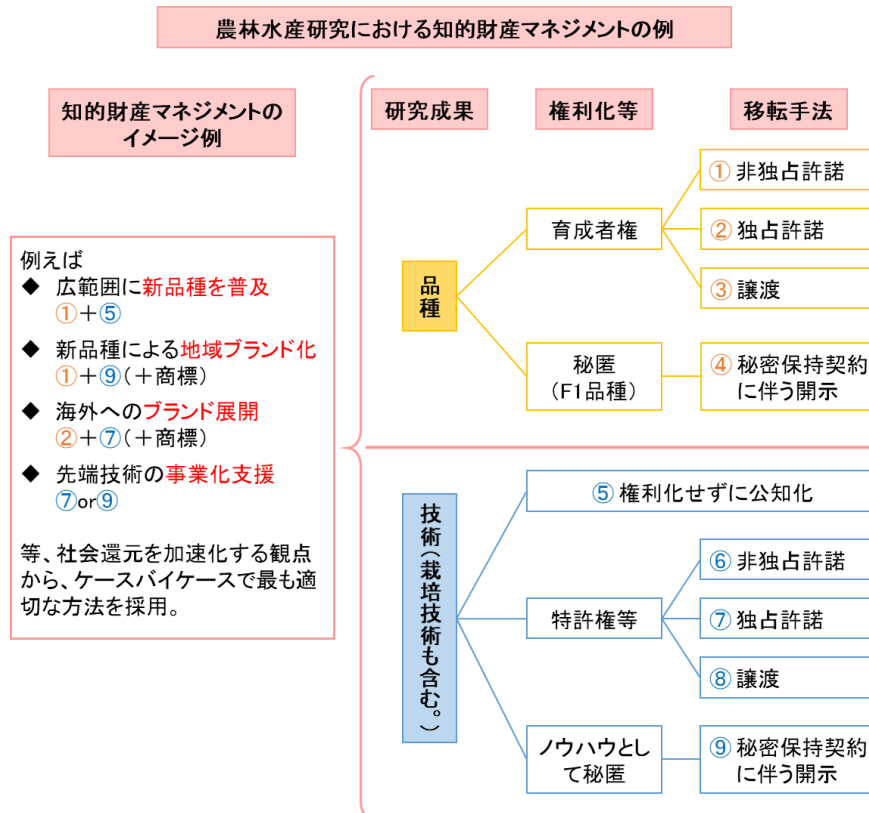 農林水産研究における知的財産マネジメントの例
知的財産マネジメントの
イメージ例
例えば
◆ 広範囲に新品種を普及
①+⑤
◆ 新品種による地域ブランド化
①+⑨(+商標)
◆ 海外へのブランド展開
②+⑦(+商標)
◆ 先端技術の事業化支援
⑦or⑨
等、社会還元を加速化する観点
から、ケースバイケースで最も適
切な方法を採用。
研究成果
権利化等
移転手法
品種
育成者権
① 非独占許諾
② 独占許諾
③ 譲渡
秘匿
(F1品種)
④ 秘密保持契約
に伴う開示
技術(栽培技術も含む。)
⑤ 権利化せずに公知化
特許権等
⑥ 非独占許諾
⑦ 独占許諾
⑧ 譲渡
ノウハウとし
て秘匿
⑨ 秘密保持契約
に伴う開示